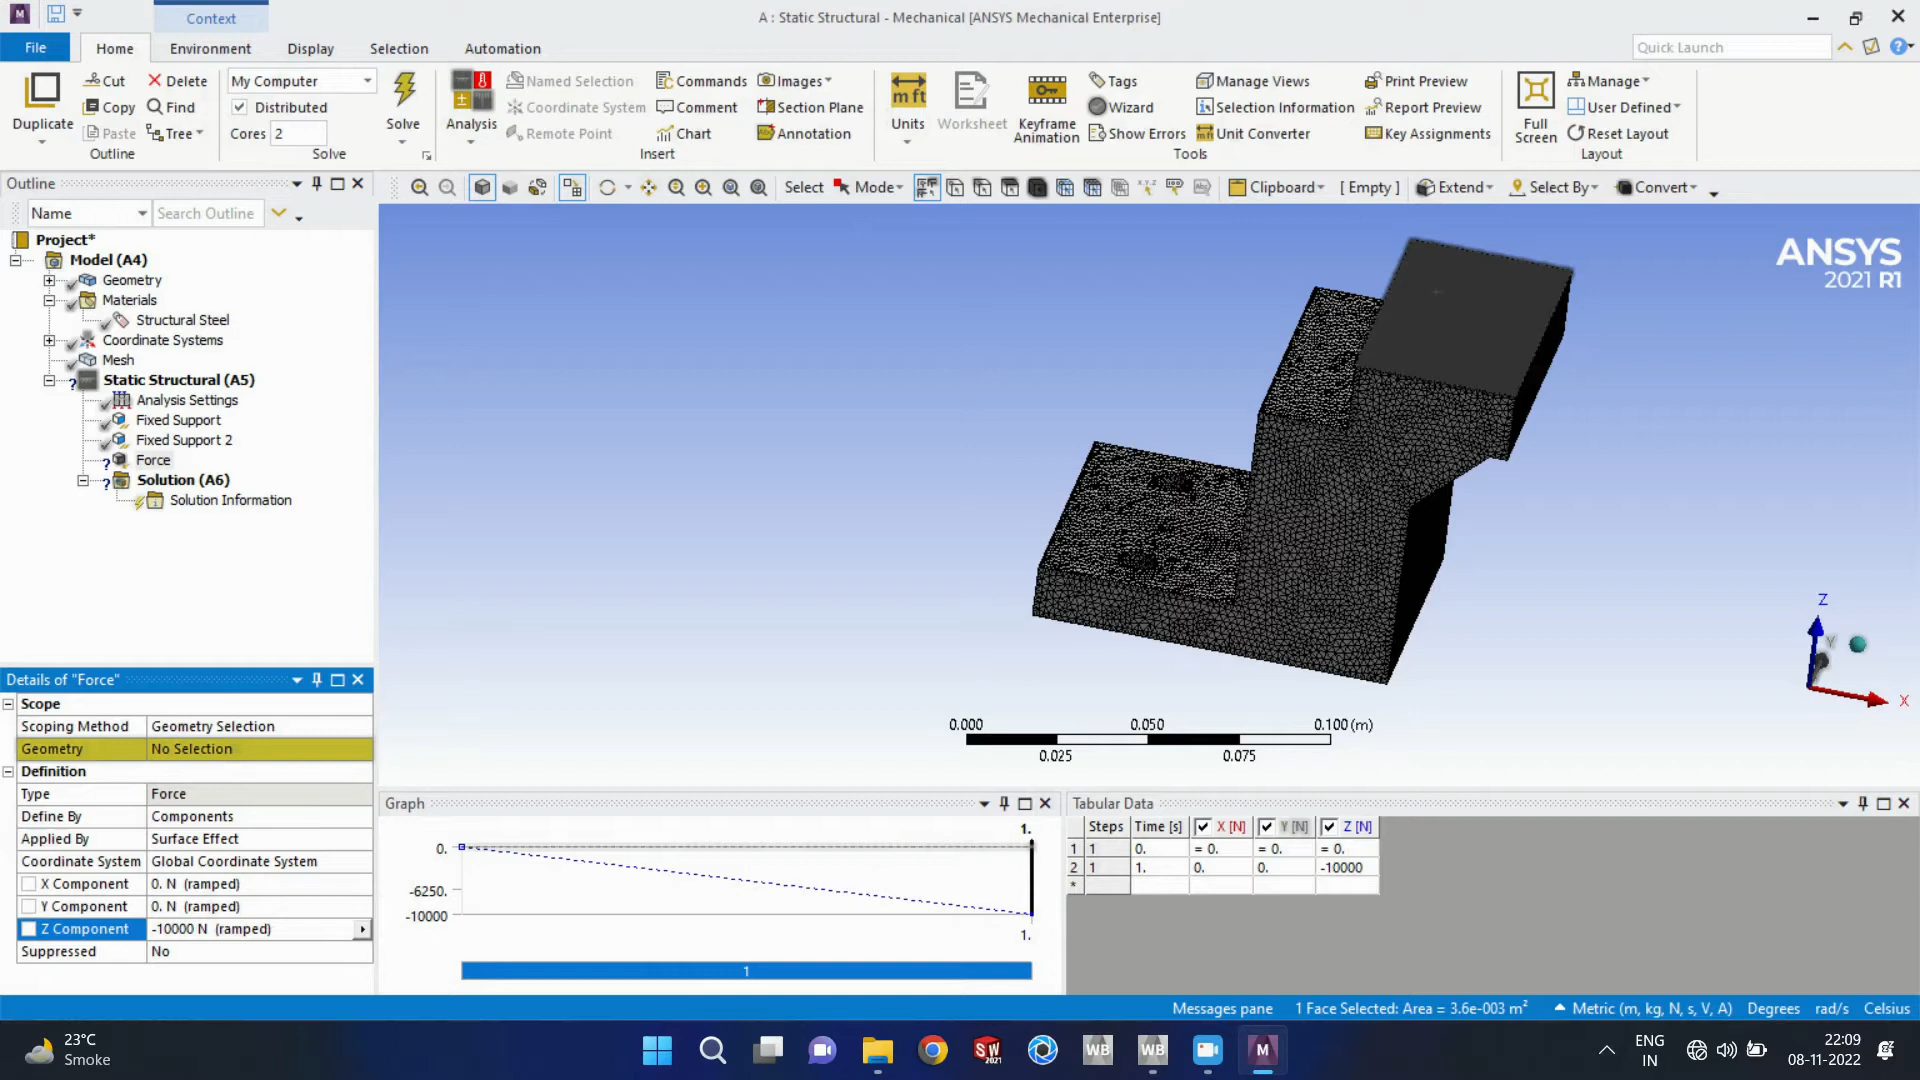 Context
A : Static Structural - Mechanical [ANSYS Mechanical Enterprise]
File Home Environment Display Selection Automation
Quick Launch
Duplicate
Cut
Copy
Paste
Delete
Find
Tree
Outline
My Computer
Distributed
Cores 2
Solve
Solve
Analysis
Named Selection
Coordinate System
Remote Point
Commands
Comment
Chart
Images
Section Plane
Annotation
Insert
m ft
Units
Worksheet
Keyframe
Animation
Tags
Wizard
Show Errors
Manage Views
Selection Information
Unit Converter
Print Preview
Report Preview
Key Assignments
Tools
Full
Screen
Manage
User Defined
Reset Layout
Layout
Outline
Select Mode Clipboard [ Empty ] Extend Select By Convert
Name Search Outline
Project*
Model (A4)
Geometry
Materials
Structural Steel
Coordinate Systems
Mesh
Static Structural (A5)
Analysis Settings
Fixed Support
Fixed Support 2
Force
Solution (A6)
Solution Information
ANSYS
2021 R1
Z
Y
X
0.000 0.050 0.100 (m)
0.025 0.075
Details of "Force"
Scope
Scoping Method Geometry Selection
Geometry No Selection
Definition
Type Force
Define By Components
Applied By Surface Effect
Coordinate System Global Coordinate System
X Component 0. N (ramped)
Y Component 0. N (ramped)
Z Component -10000 N (ramped)
Suppressed No
Graph
1.
0.
-6250.
-10000
1.
1
Tabular Data
Steps Time [s] X [N] Y [N] Z [N]
1 1 0. = 0. = 0. = 0.
2 1 1. 0. 0. -10000
*
Messages pane 1 Face Selected: Area = 3.6e-003 m² Metric (m, kg, N, s, V, A) Degrees rad/s Celsius
23°C
Smoke
SW
2021
WB
WB
M
ENG
IN
22:09
08-11-2022